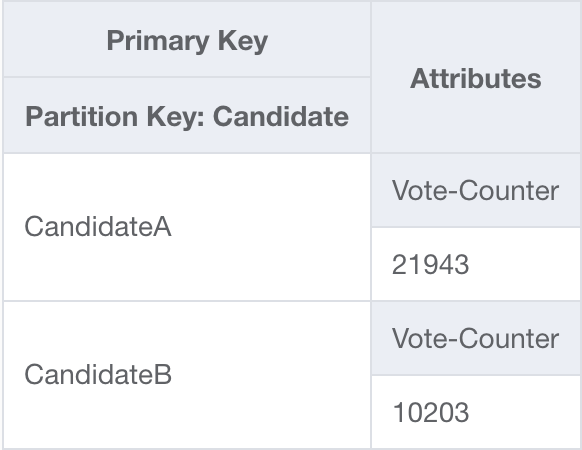 Primary Key
Attributes
Partition Key: Candidate
CandidateA
Vote-Counter
21943
CandidateB
Vote-Counter
10203